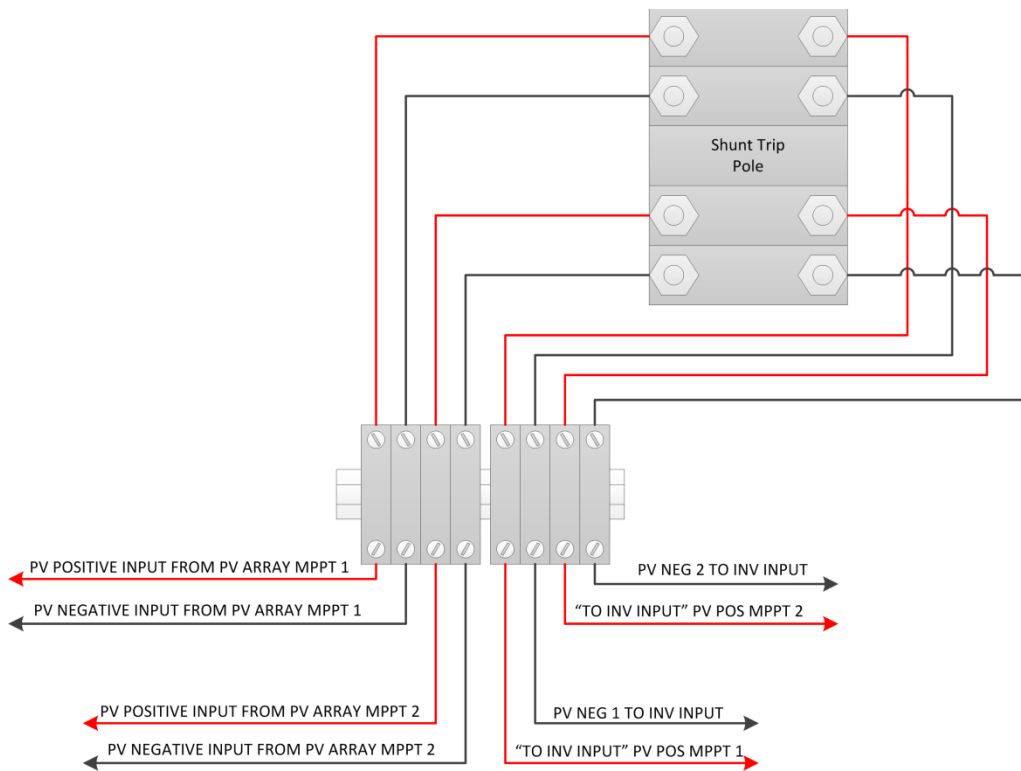 Shunt Trip
Pole
PV POSITIVE INPUT FROM PV ARRAY MPPT 1
PV NEG 2 TO INV INPUT
PV NEGATIVE INPUT FROM PV ARRAY MPPT 1
“TO INV INPUT” PV POS MPPT 2
PV POSITIVE INPUT FROM PV ARRAY MPPT 2
PV NEG 1 TO INV INPUT
PV NEGATIVE INPUT FROM PV ARRAY MPPT 2
“TO INV INPUT” PV POS MPPT 1